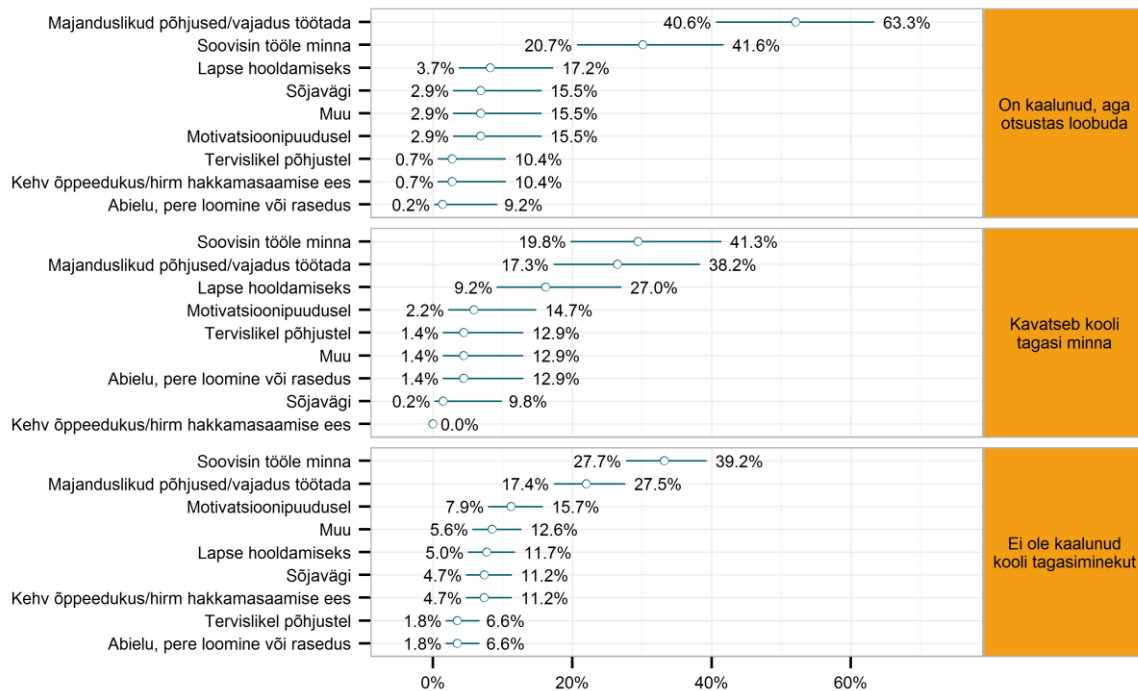 Majanduslikud põhjused/vajadus töötada 40.6% 63.3%
Soovisin tööle minna 20.7% 41.6%
Lapse hooldamiseks 3.7% 17.2%
Sõjavägi 2.9% 15.5%
Muu 2.9% 15.5%
Motivatsioonipuudusel 2.9% 15.5%
Tervislikel põhjustel 0.7% 10.4%
Kehv õppeedukus/hirm hakkamasaamise ees 0.7% 10.4%
Abielu, pere loomine või rasedus 0.2% 9.2%
On kaalunud, aga
otsustas loobuda
Soovisin tööle minna 19.8% 41.3%
Majanduslikud põhjused/vajadus töötada 17.3% 38.2%
Lapse hooldamiseks 9.2% 27.0%
Motivatsioonipuudusel 2.2% 14.7%
Tervislikel põhjustel 1.4% 12.9%
Muu 1.4% 12.9%
Abielu, pere loomine või rasedus 1.4% 12.9%
Sõjavägi 0.2% 9.8%
Kehv õppeedukus/hirm hakkamasaamise ees 0.0%
Kavatseb kooli
tagasi minna
Soovisin tööle minna 27.7% 39.2%
Majanduslikud põhjused/vajadus töötada 17.4% 27.5%
Motivatsioonipuudusel 7.9% 15.7%
Muu 5.6% 12.6%
Lapse hooldamiseks 5.0% 11.7%
Sõjavägi 4.7% 11.2%
Kehv õppeedukus/hirm hakkamasaamise ees 4.7% 11.2%
Tervislikel põhjustel 1.8% 6.6%
Abielu, pere loomine või rasedus 1.8% 6.6%
Ei ole kaalunud
kooli tagasiminekut
0% 20% 40% 60%